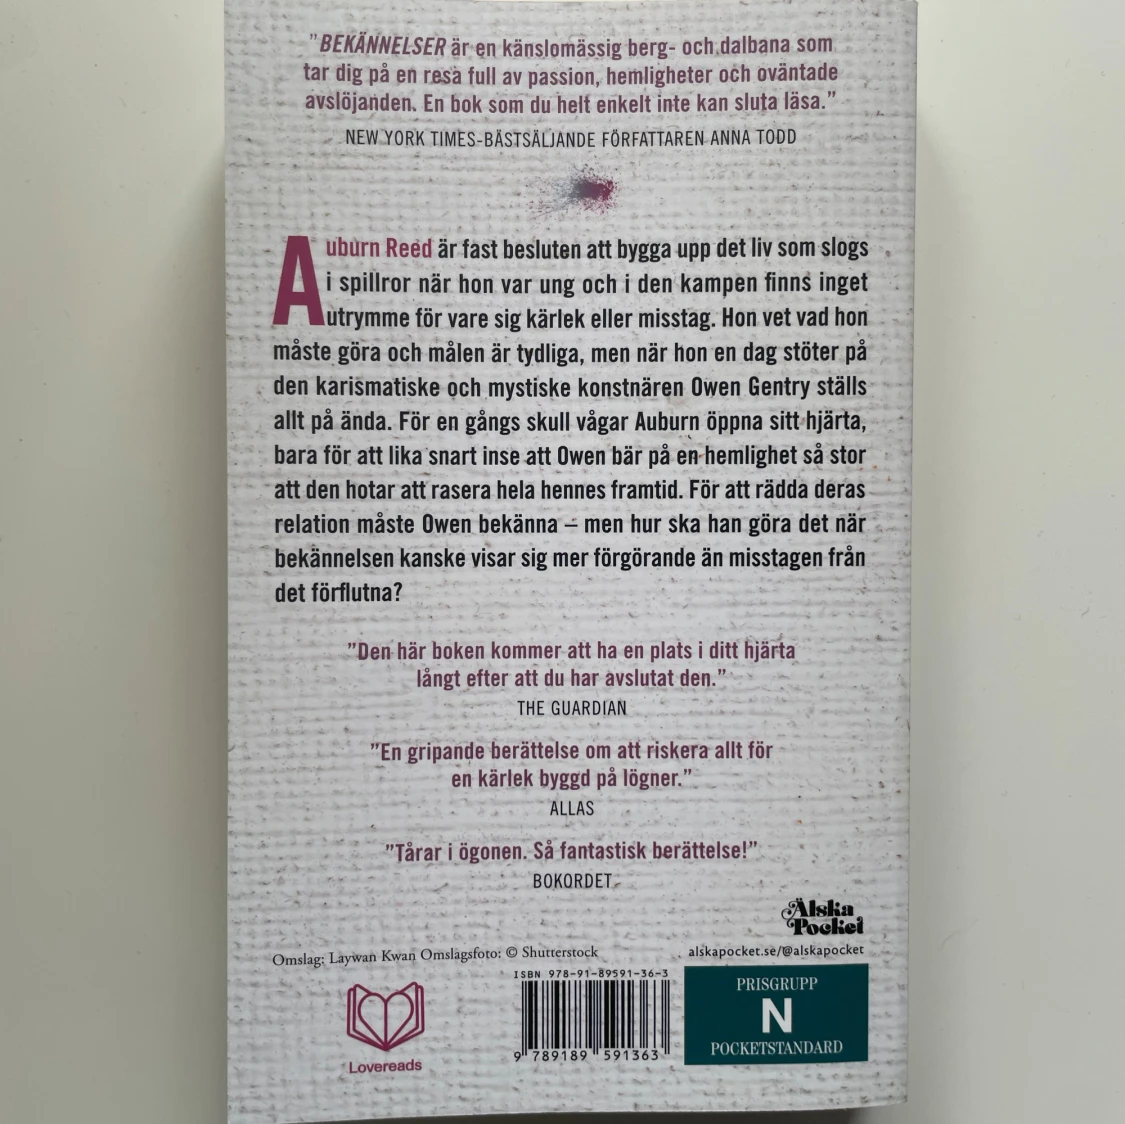 "BEKÄNNELSER är en känslomässig berg- och dalbana som
tar dig på en resa full av passion, hemligheter och oväntade
avslöjanden. En bok som du helt enkelt inte kan sluta läsa.”
NEW YORK TIMES-BÄSTSÄLJANDE FÖRFATTAREN ANNA TODD
Auburn Reed är fast besluten att bygga upp det liv som slogs
i spillror när hon var ung och i den kampen finns inget
utrymme för vare sig kärlek eller misstag. Hon vet vad hon
måste göra och målen är tydliga, men när hon en dag stöter på
den karismatiske och mystiske konstnären Owen Gentry ställs
allt på ända. För en gångs skull vågar Auburn öppna sitt hjärta,
bara för att lika snart inse att Owen bär på en hemlighet så stor
att den hotar att rasera hela hennes framtid. För att rädda deras
relation måste Owen bekänna – men hur ska han göra det när
bekännelsen kanske visar sig mer förgörande än misstagen från
det förflutna?
”Den här boken kommer att ha en plats i ditt hjärta
långt efter att du har avslutat den.”
THE GUARDIAN
”En gripande berättelse om att riskera allt för
en kärlek byggd på lögner.”
ALLAS
”Tårar i ögonen. Så fantastisk berättelse!”
BOKORDET
Älska
Pocket
alskapocket.se/@alskapocket
Omslag: Laywan Kwan Omslagsfoto: © Shutterstock
ISBN 978-91-89591-36-3
9 789189 591363
PRISGRUPP
N
POCKETSTANDARD
Lovereads